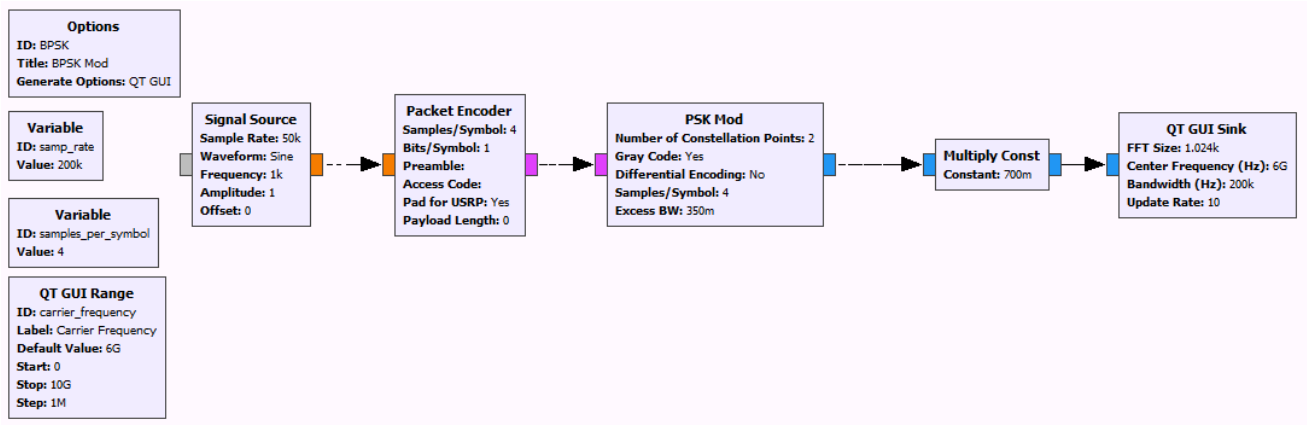 Options
ID: BPSK
Title: BPSK Mod
Generate Options: QT GUI
Variable
ID: samp_rate
Value: 200k
Variable
ID: samples_per_symbol
Value: 4
QT GUI Range
ID: carrier_frequency
Label: Carrier Frequency
Default Value: 6G
Start: 0
Stop: 10G
Step: 1M
Signal Source
Sample Rate: 50k
Waveform: Sine
Frequency: 1k
Amplitude: 1
Offset: 0
Packet Encoder
Samples/Symbol: 4
Bits/Symbol: 1
Preamble:
Access Code:
Pad for USRP: Yes
Payload Length: 0
PSK Mod
Number of Constellation Points: 2
Gray Code: Yes
Differential Encoding: No
Samples/Symbol: 4
Excess BW: 350m
Multiply Const
Constant: 700m
QT GUI Sink
FFT Size: 1.024k
Center Frequency (Hz): 6G
Bandwidth (Hz): 200k
Update Rate: 10